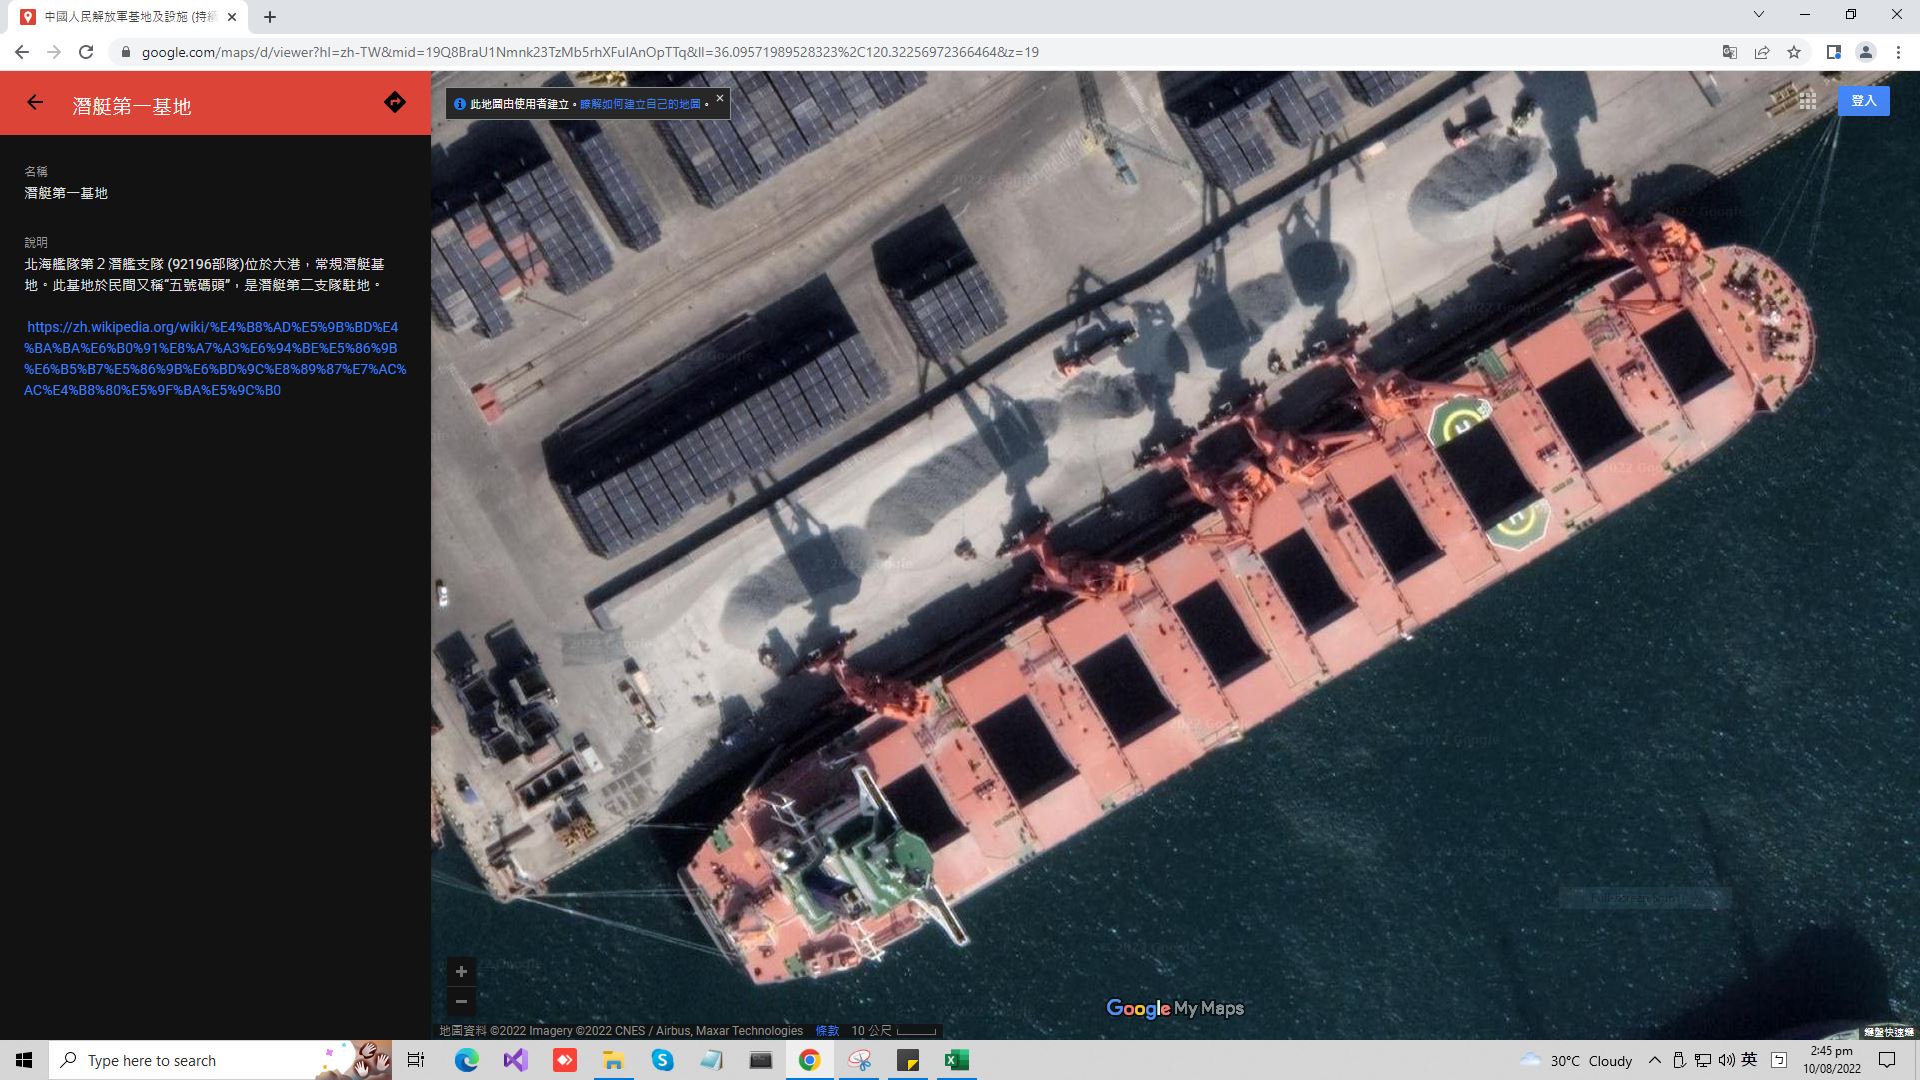 中國人民解放軍基地及設施 (持續
google.com/maps/d/viewer?hl=zh-TW&mid=19Q8BraU1Nmnk23TzMb5rhXFulAnOpTTq&ll=36.09571989528323%2C120.32256972366464&z=19
潛艇第一基地
此地圖由使用者建立。瞭解如何建立自己的地圖。
登入
名稱
潛艇第一基地
說明
北海艦隊第２潛艦支隊 (92196部隊)位於大港，常規潛艇基
地。此基地於民間又稱“五號碼頭”，是潛艇第二支隊駐地。
https://zh.wikipedia.org/wiki/%E4%B8%AD%E5%9B%BD%E4
%BA%BA%E6%B0%91%E8%A7%A3%E6%94%BE%E5%86%9B
%E6%B5%B7%E5%86%9B%E6%BD%9C%E8%89%87%E7%AC%
AC%E4%B8%80%E5%9F%BA%E5%9C%B0
H
H
Google My Maps
地圖資料 ©2022 Imagery ©2022 CNES / Airbus, Maxar Technologies 條款 10 公尺
鍵盤快速鍵
Type here to search
30°C Cloudy
英
2:45 pm
10/08/2022